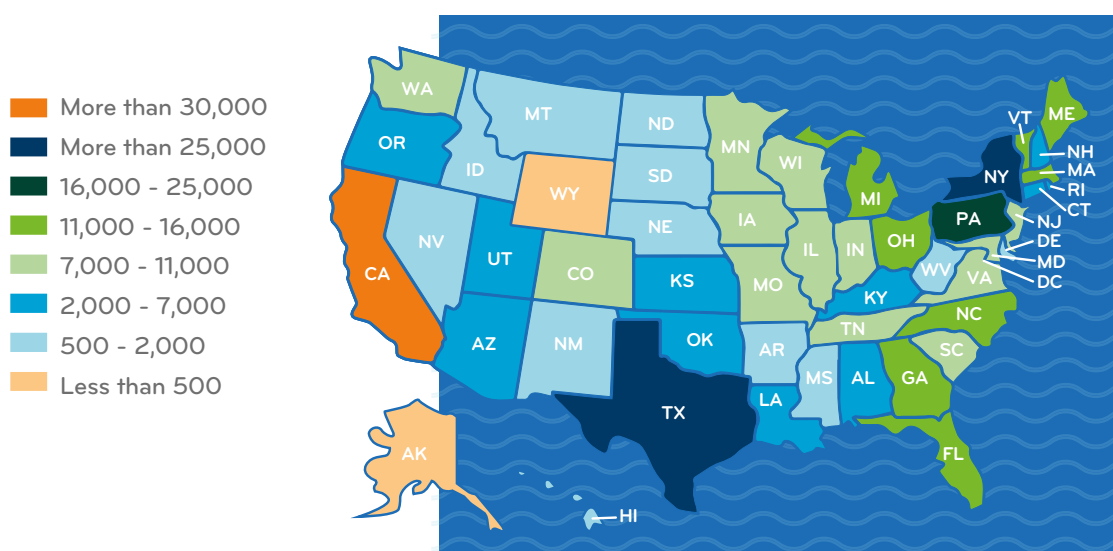 More than 30,000
More than 25,000
16,000 - 25,000
11,000 - 16,000
7,000 - 11,000
2,000 - 7,000
500 - 2,000
Less than 500
WA
OR
CA
ID
NV
MT
WY
UT
AZ
CO
NM
ND
SD
NE
KS
OK
TX
MN
IA
MO
AR
LA
WI
IL
IN
MI
OH
KY
TN
MS
AL
GA
FL
SC
NC
VA
WV
PA
NY
VT
ME
NH
MA
RI
CT
NJ
DE
MD
DC
AK
HI